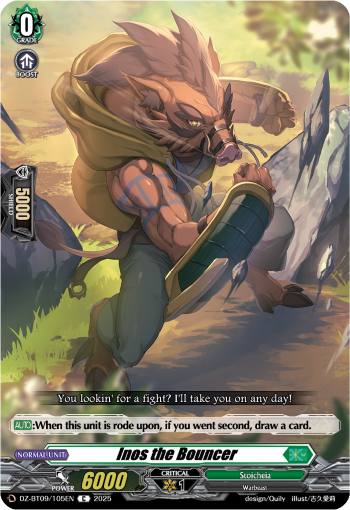 0
GRADE
BOOST
5000
SHIELD
You lookin' for a fight? I'll take you on any day!
AUTO:When this unit is rode upon, if you went second, draw a card.
NORMAL UNIT
Inos the Bouncer
POWER 6000
CRITICAL
1
Stoicheia
Warbeast
DZ-BT09/105EN C 2025 design/Quily illust/古久愛莉